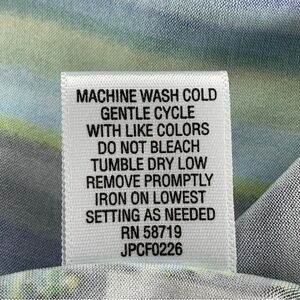 MACHINE WASH COLD
GENTLE CYCLE
WITH LIKE COLORS
DO NOT BLEACH
TUMBLE DRY LOW
REMOVE PROMPTLY
IRON ON LOWEST
SETTING AS NEEDED
RN 58719
JPCF0226